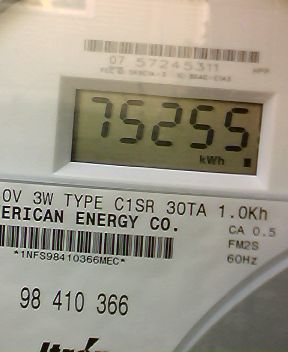 07 57245311
75255
kWh
0V 3W TYPE C1SR 30TA 1.0Kh
ERICAN ENERGY CO.
CA 0.5
FM2S
60Hz
*1NFS98410366MEC*
98 410 366
Itron